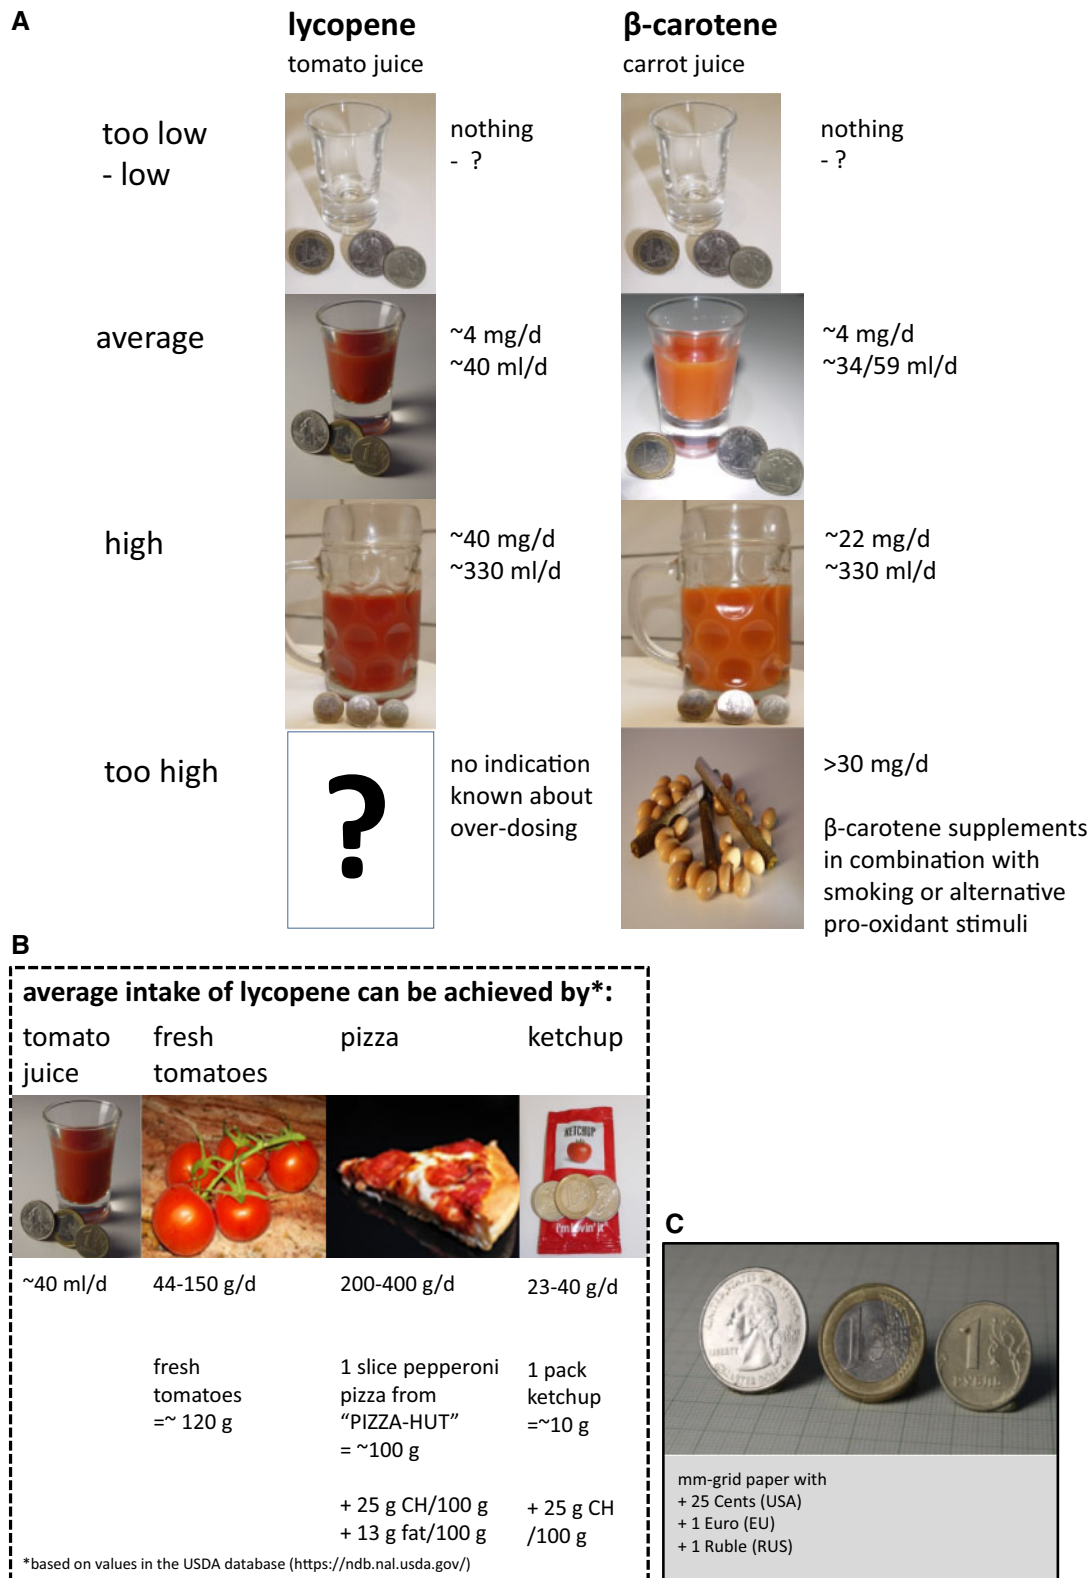 A
lycopene
tomato juice
β-carotene
carrot juice
too low
- low
nothing
- ?
nothing
- ?
average
~4 mg/d
~40 ml/d
~4 mg/d
~34/59 ml/d
high
~40 mg/d
~330 ml/d
~22 mg/d
~330 ml/d
too high
?
no indication
known about
over-dosing
>30 mg/d
β-carotene supplements
in combination with
smoking or alternative
pro-oxidant stimuli
B
average intake of lycopene can be achieved by*:
tomato
juice
fresh
tomatoes
pizza
ketchup
KETCHUP
i'm lovin' it
~40 ml/d
44-150 g/d
200-400 g/d
23-40 g/d
fresh
tomatoes
=~ 120 g
1 slice pepperoni
pizza from
“PIZZA-HUT”
= ~100 g
1 pack
ketchup
=~10 g
+ 25 g CH/100 g
+ 13 g fat/100 g
+ 25 g CH
/100 g
*based on values in the USDA database (https://ndb.nal.usda.gov/)
C
LIBERTY
QUARTER DOLLAR
1
1
РУБЛЬ
mm-grid paper with
+ 25 Cents (USA)
+ 1 Euro (EU)
+ 1 Ruble (RUS)